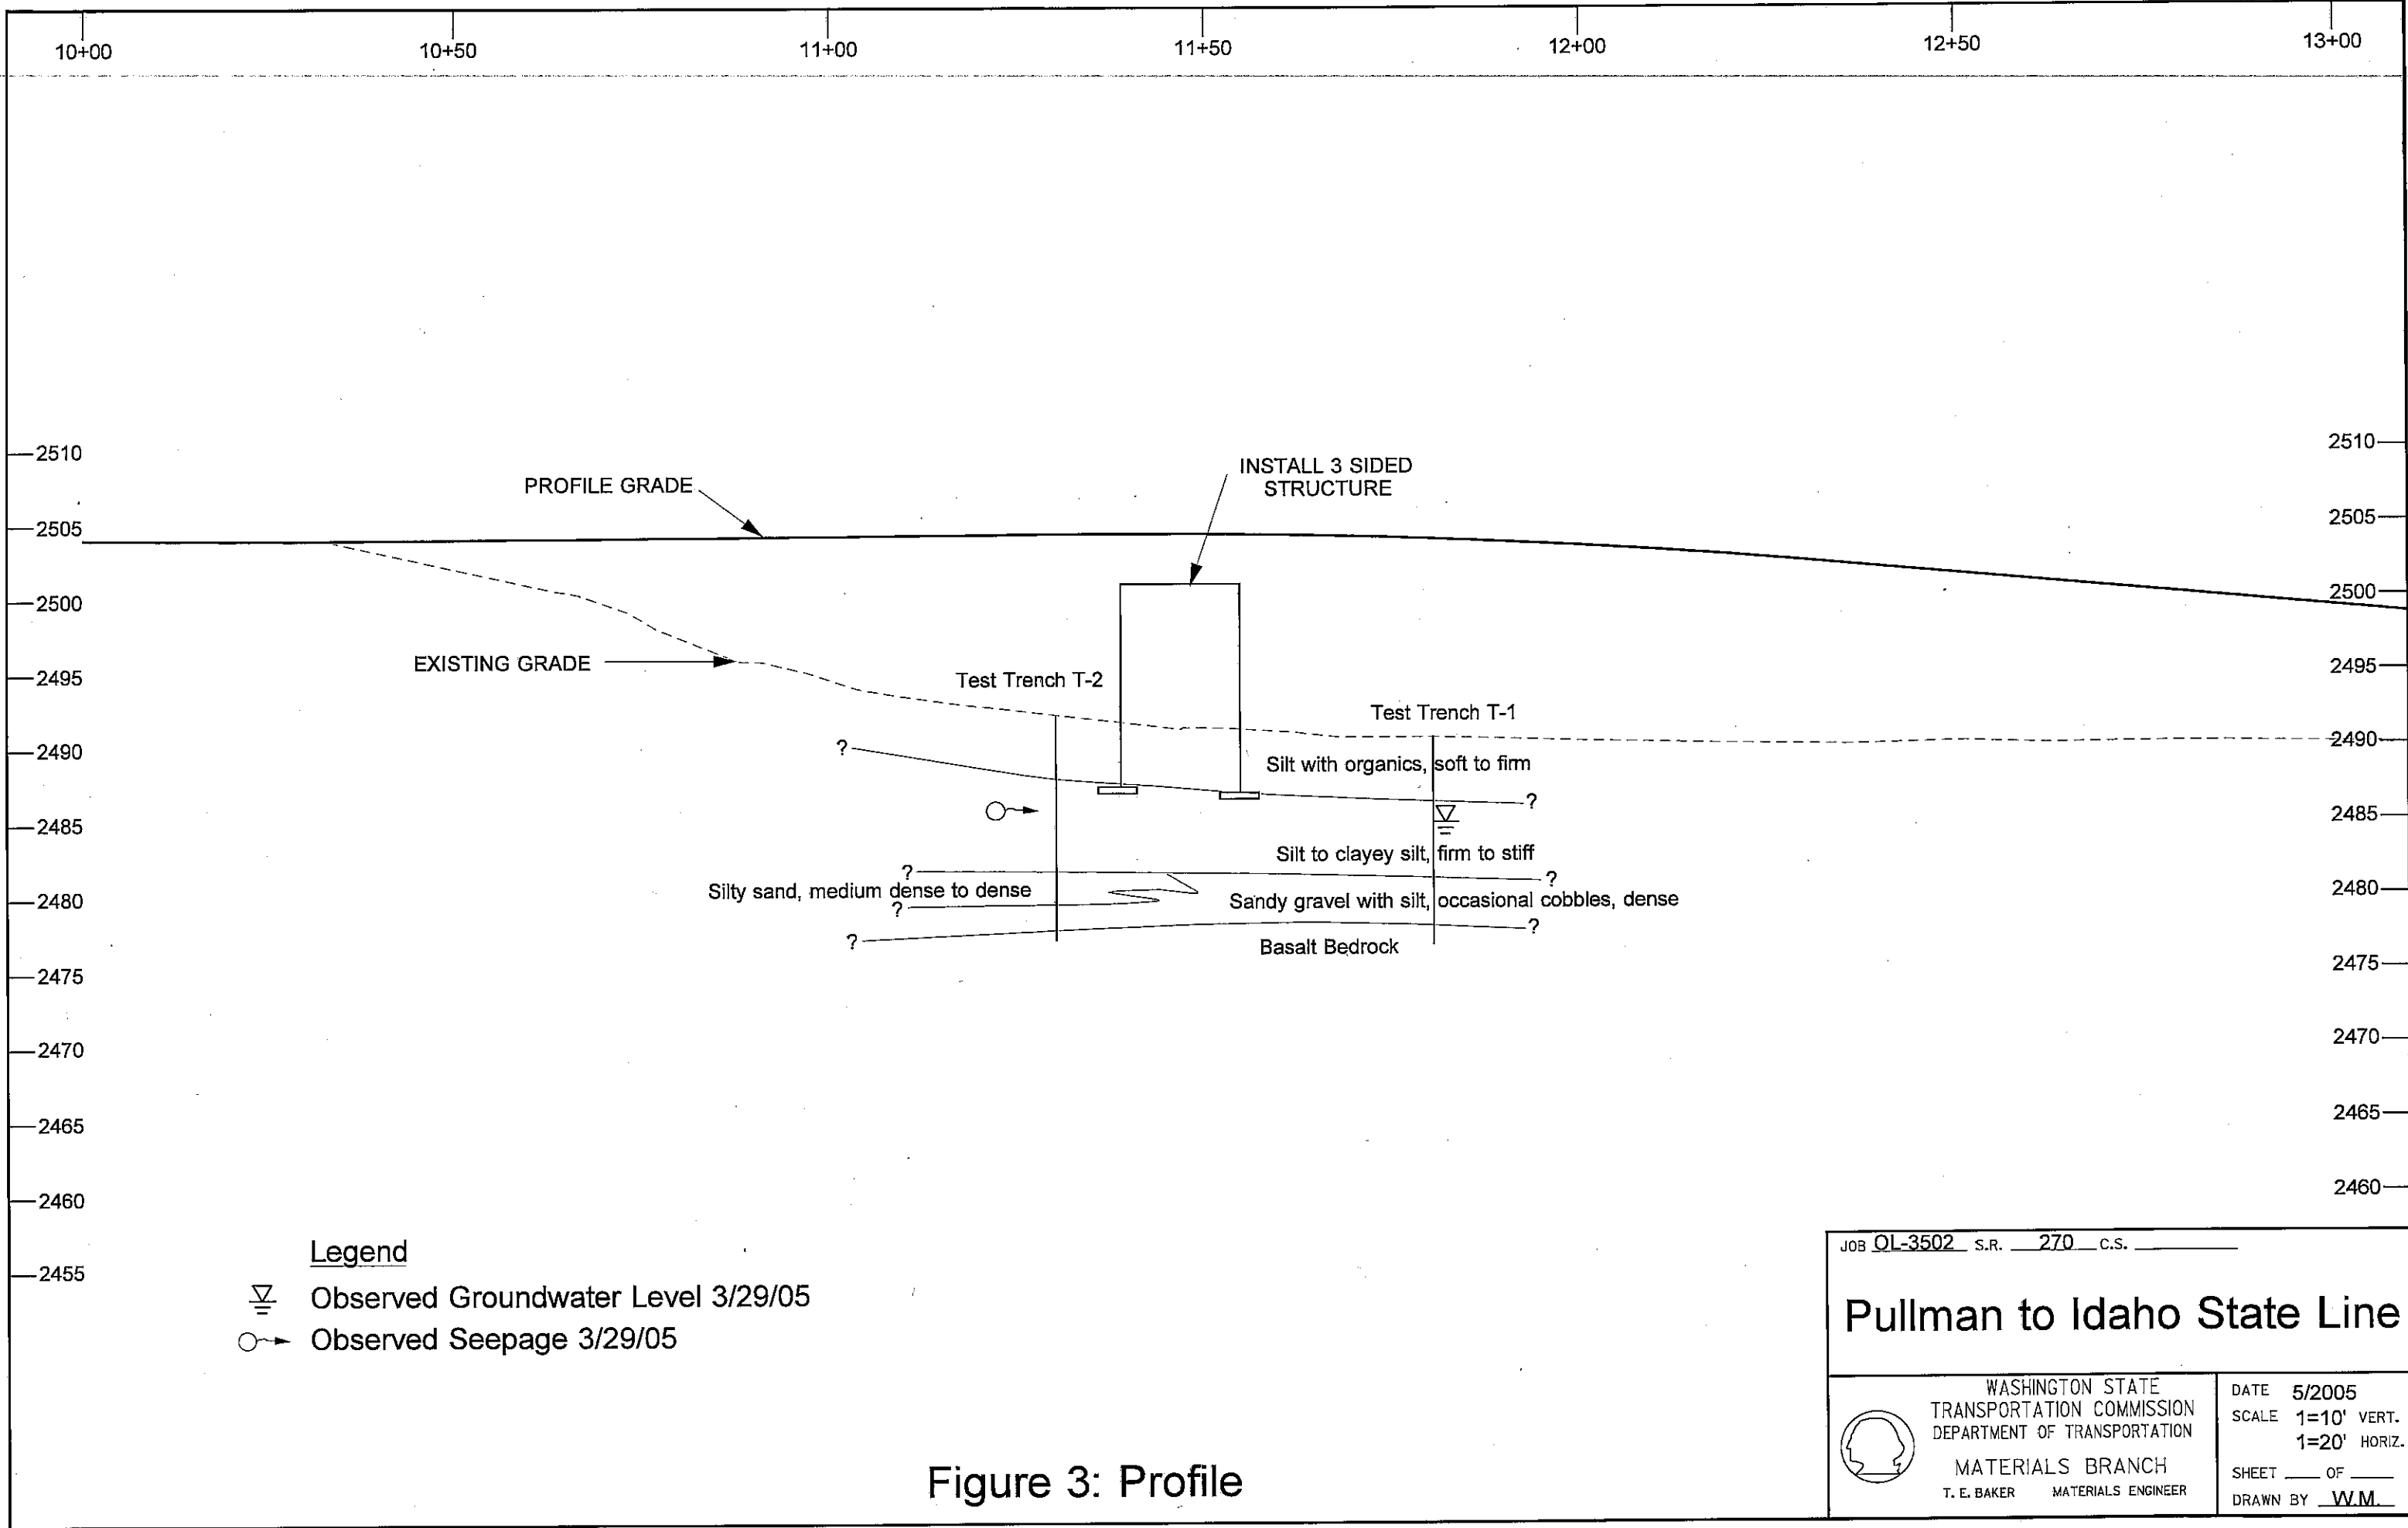 10+00 10+50 11+00 11+50 12+00 12+50 13+00
2510 2510
INSTALL 3 SIDED
STRUCTURE
PROFILE GRADE
2505 2505
2500 2500
EXISTING GRADE
2495 2495
Test Trench T-2
Test Trench T-1
2490 ? 2490
Silt with organics, soft to firm
?
2485 2485
Silt to clayey silt, firm to stiff
? ?
2480 Silty sand, medium dense to dense 2480
? Sandy gravel with silt, occasional cobbles, dense
? ?
Basalt Bedrock
2475 2475
2470 2470
2465 2465
2460 2460
2455
Legend
Observed Groundwater Level 3/29/05
Observed Seepage 3/29/05
Figure 3: Profile
JOB OL-3502 S.R. 270 C.S.
Pullman to Idaho State Line
WASHINGTON STATE
TRANSPORTATION COMMISSION
DEPARTMENT OF TRANSPORTATION
MATERIALS BRANCH
T. E. BAKER MATERIALS ENGINEER
DATE 5/2005
SCALE 1=10' VERT.
1=20' HORIZ.
SHEET OF
DRAWN BY W.M.